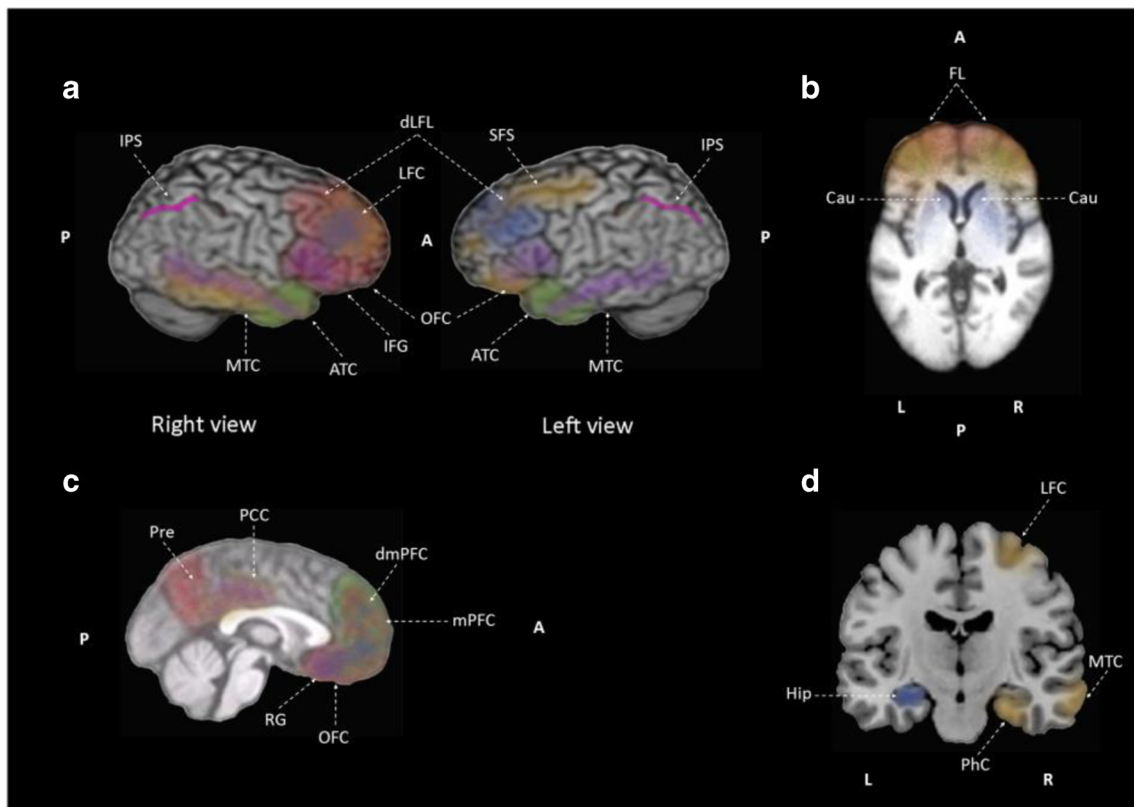 a
b
A
FL
IPS
dLFL
SFS
IPS
LFC
Cau
Cau
P
A
P
OFC
IFG
ATC
MTC
ATC
MTC
L
R
P
Right view
Left view
c
d
LFC
PCC
Pre
dmPFC
mPFC
A
P
MTC
Hip
RG
OFC
PhC
L
R